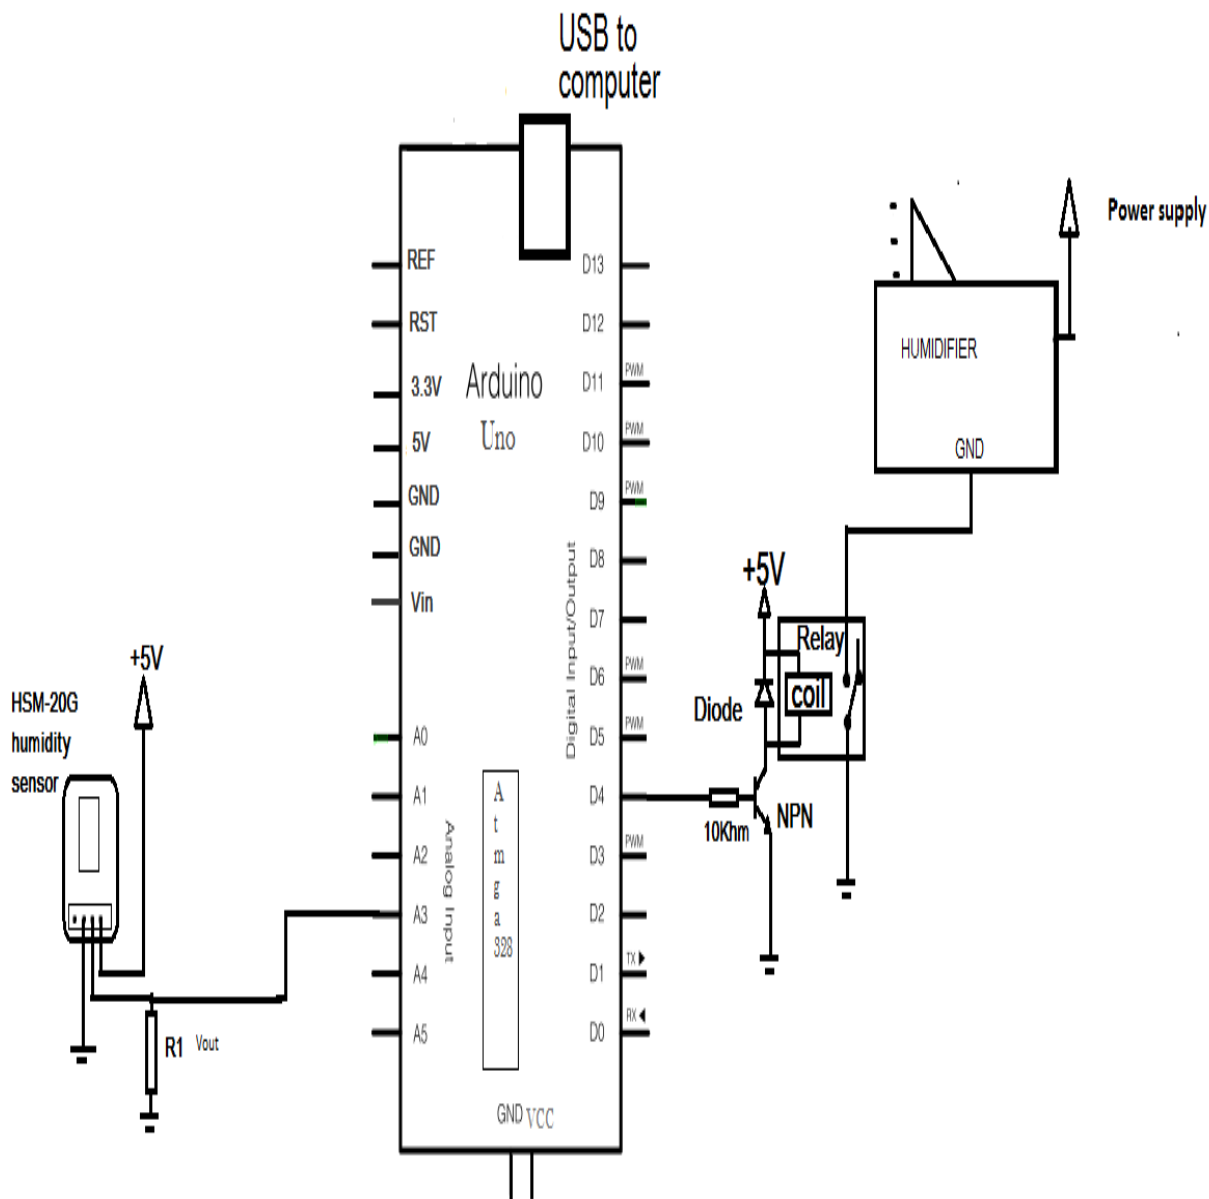 USB to
computer
Power supply
REF
RST
3.3V
5V
GND
GND
Vin
A0
A1
A2
A3
A4
A5
Analog Input
Arduino
Uno
A
t
m
g
a
328
GND VCC
Digital Input/Output
D13
D12
D11 PWM
D10 PWM
D9 PWM
D8
D7
D6 PWM
D5 PWM
D4
D3 PWM
D2
D1 TX
D0 RX
HUMIDIFIER
GND
+5V
Relay
coil
Diode
NPN
10Khm
+5V
HSM-20G
humidity
sensor
R1 Vout